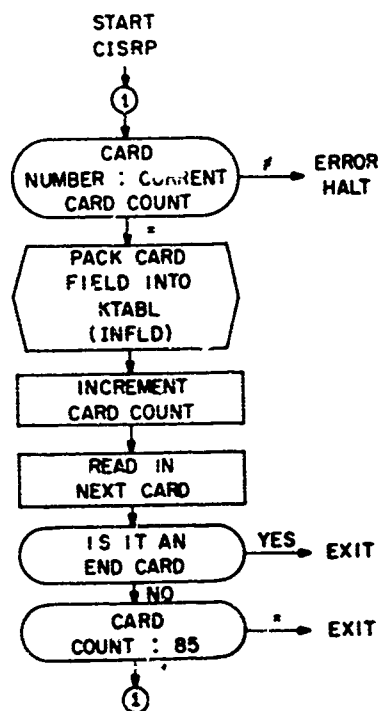 START
CISRP
1
CARD
NUMBER : CURRENT
CARD COUNT
≠
ERROR
HALT
=
PACK CARD
FIELD INTO
KTABL
(INFLD)
INCREMENT
CARD COUNT
READ IN
NEXT CARD
IS IT AN
END CARD
YES
EXIT
NO
CARD
COUNT : 85
=
EXIT
1